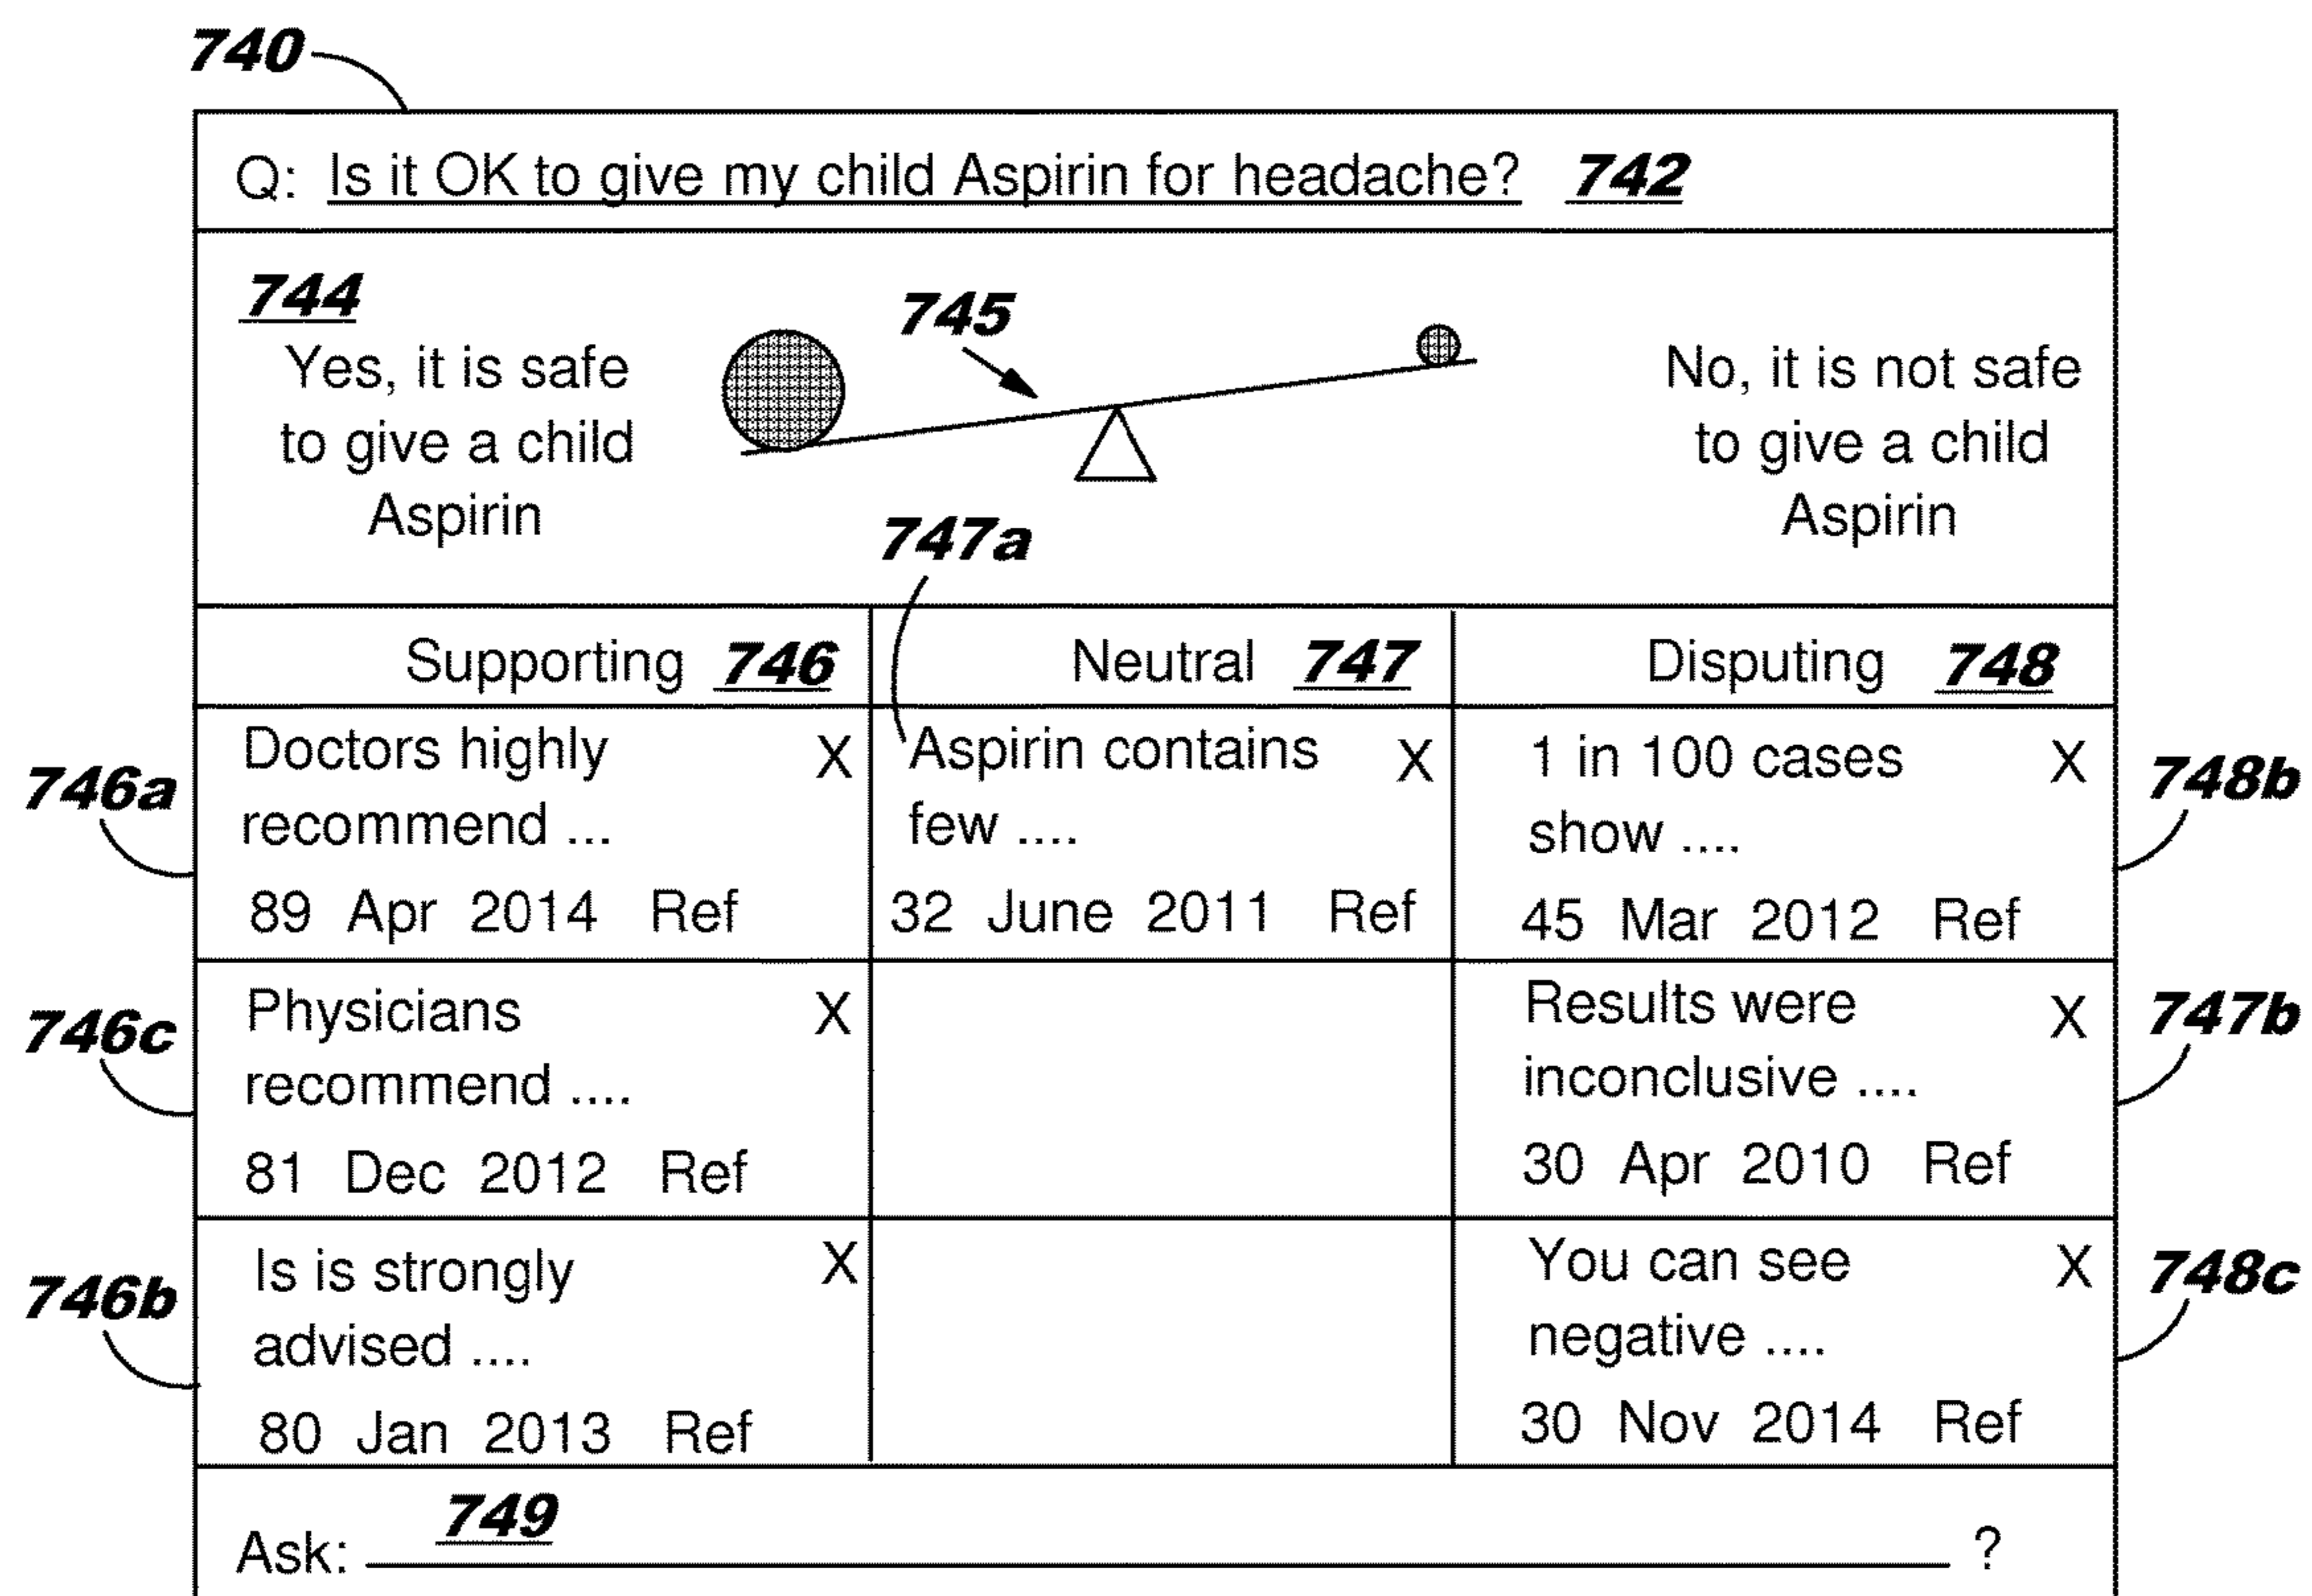 740
Q: Is it OK to give my child Aspirin for headache? 742
744
Yes, it is safe
to give a child
Aspirin
745
No, it is not safe
to give a child
Aspirin
747a
Supporting 746
Neutral 747
Disputing 748
746a
Doctors highly X
recommend ...
89 Apr 2014 Ref
Aspirin contains X
few ....
32 June 2011 Ref
1 in 100 cases X
show ....
45 Mar 2012 Ref
748b
746c
Physicians X
recommend ....
81 Dec 2012 Ref
Results were X
inconclusive ....
30 Apr 2010 Ref
747b
746b
Is is strongly X
advised ....
80 Jan 2013 Ref
You can see X
negative ....
30 Nov 2014 Ref
748c
749
Ask: ?